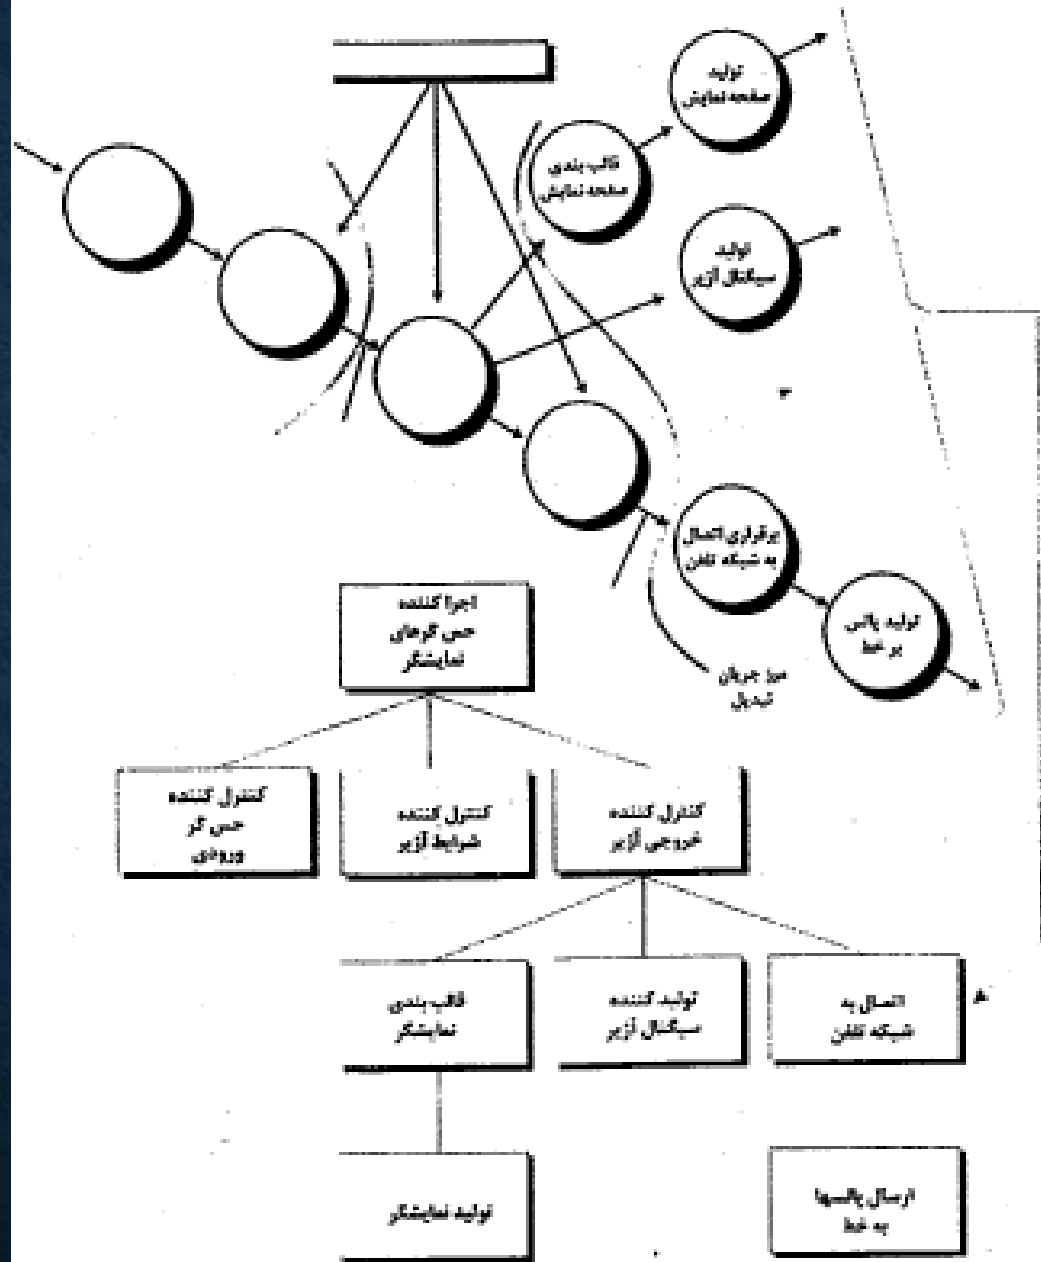 تولید
صفحه نمایش
قالب بندی
صفحه نمایش
تولید
سیگنال آژیر
برقراری اتصال
به شبکه تلفن
تولید پالس
بر خط
مرز جریان
تبدیل
اجرا کننده
حس گرهای
نمایشگر
کنترل کننده
حس گر
ورودی
کنترل کننده
شرایط آژیر
کنترل کننده
خروجی آژیر
قالب بندی
نمایشگر
تولید کننده
سیگنال آژیر
اتصال به
شبکه تلفن
تولید نمایشگر
ارسال پالسها
به خط